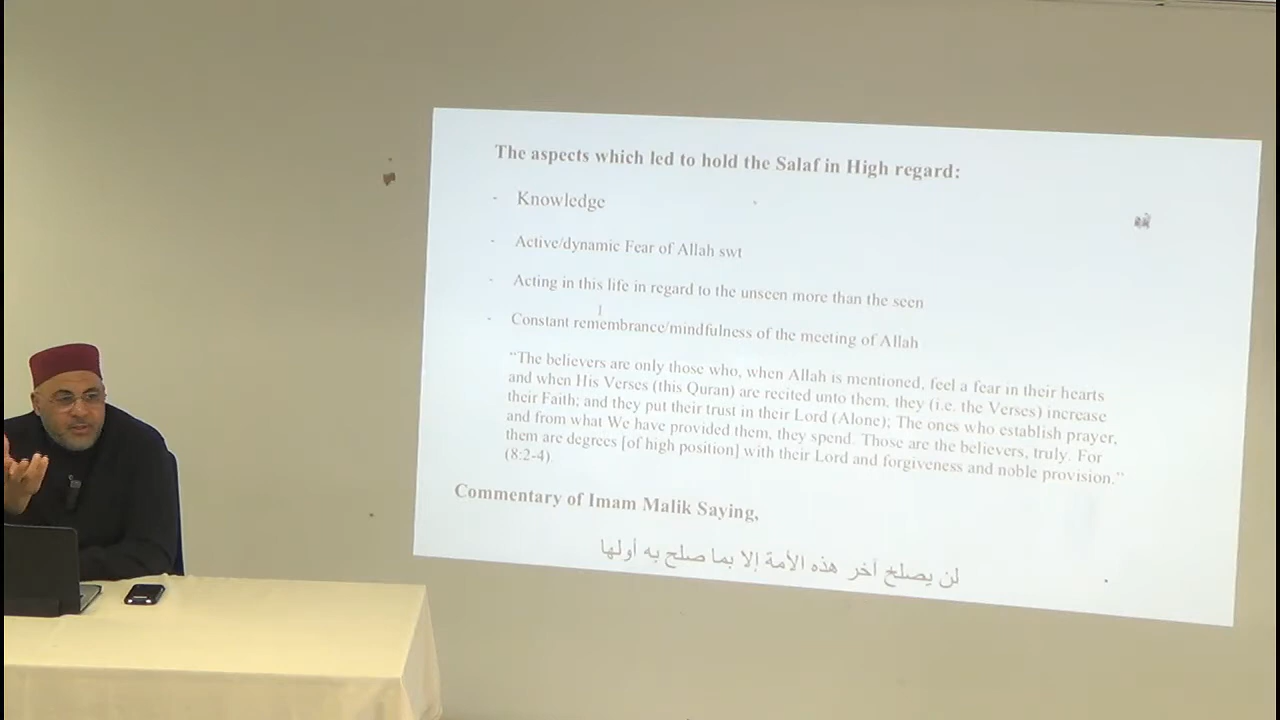 The aspects which led to hold the Salaf in High regard:
- Knowledge
- Active/dynamic Fear of Allah swt
- Acting in this life in regard to the unseen more than the seen
- Constant remembrance/mindfulness of the meeting of Allah
“The believers are only those who, when Allah is mentioned, feel a fear in their hearts
and when His Verses (this Quran) are recited unto them, they (i.e. the Verses) increase
their Faith; and they put their trust in their Lord (Alone); The ones who establish prayer,
and from what We have provided them, they spend. Those are the believers, truly. For
them are degrees [of high position] with their Lord and forgiveness and noble provision.”
(8:2-4)
Commentary of Imam Malik Saying,
لن يصلح آخر هذه الأمة إلا بما صلح به أولها